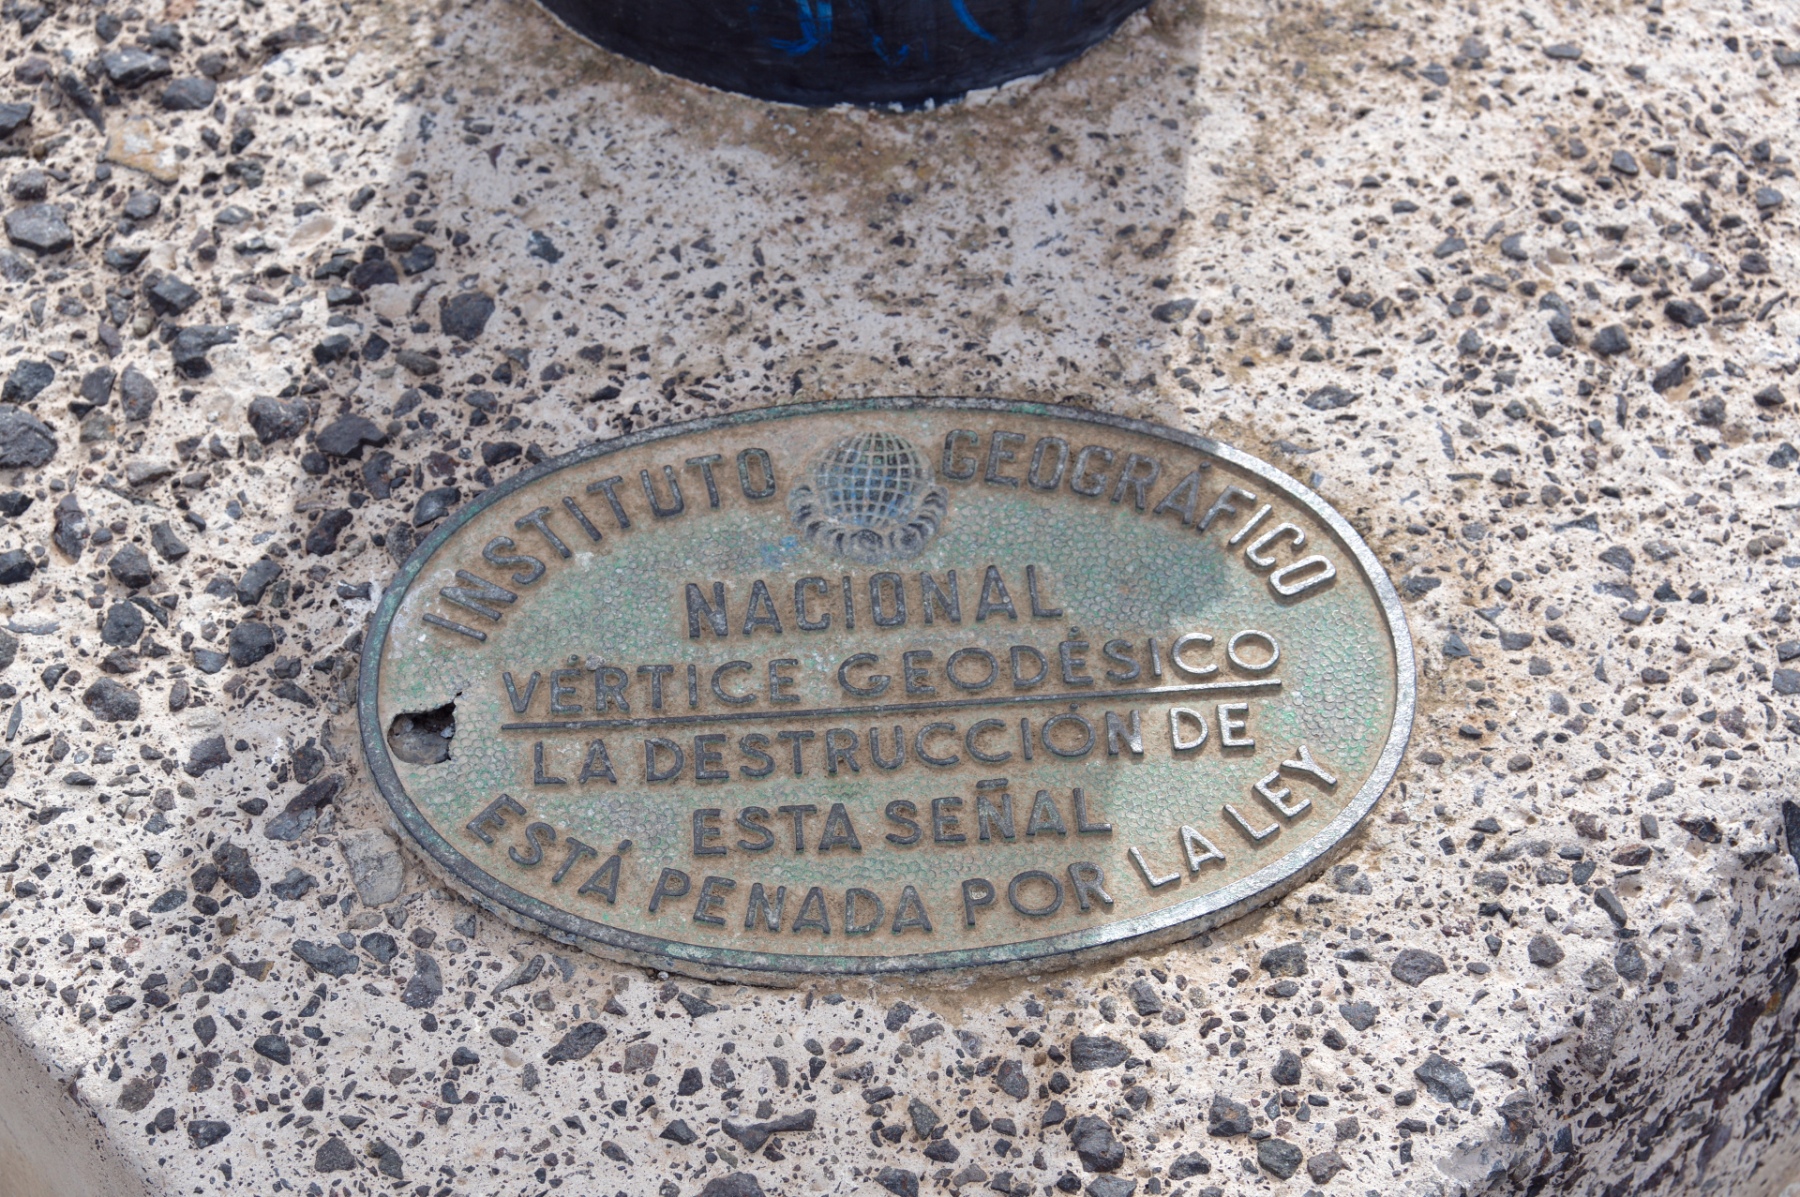 INSTITUTO GEOGRÁFICO
NACIONAL
VÉRTICE GEODÉSICO
LA DESTRUCCIÓN DE
ESTA SEÑAL
ESTÁ PENADA POR LA LEY